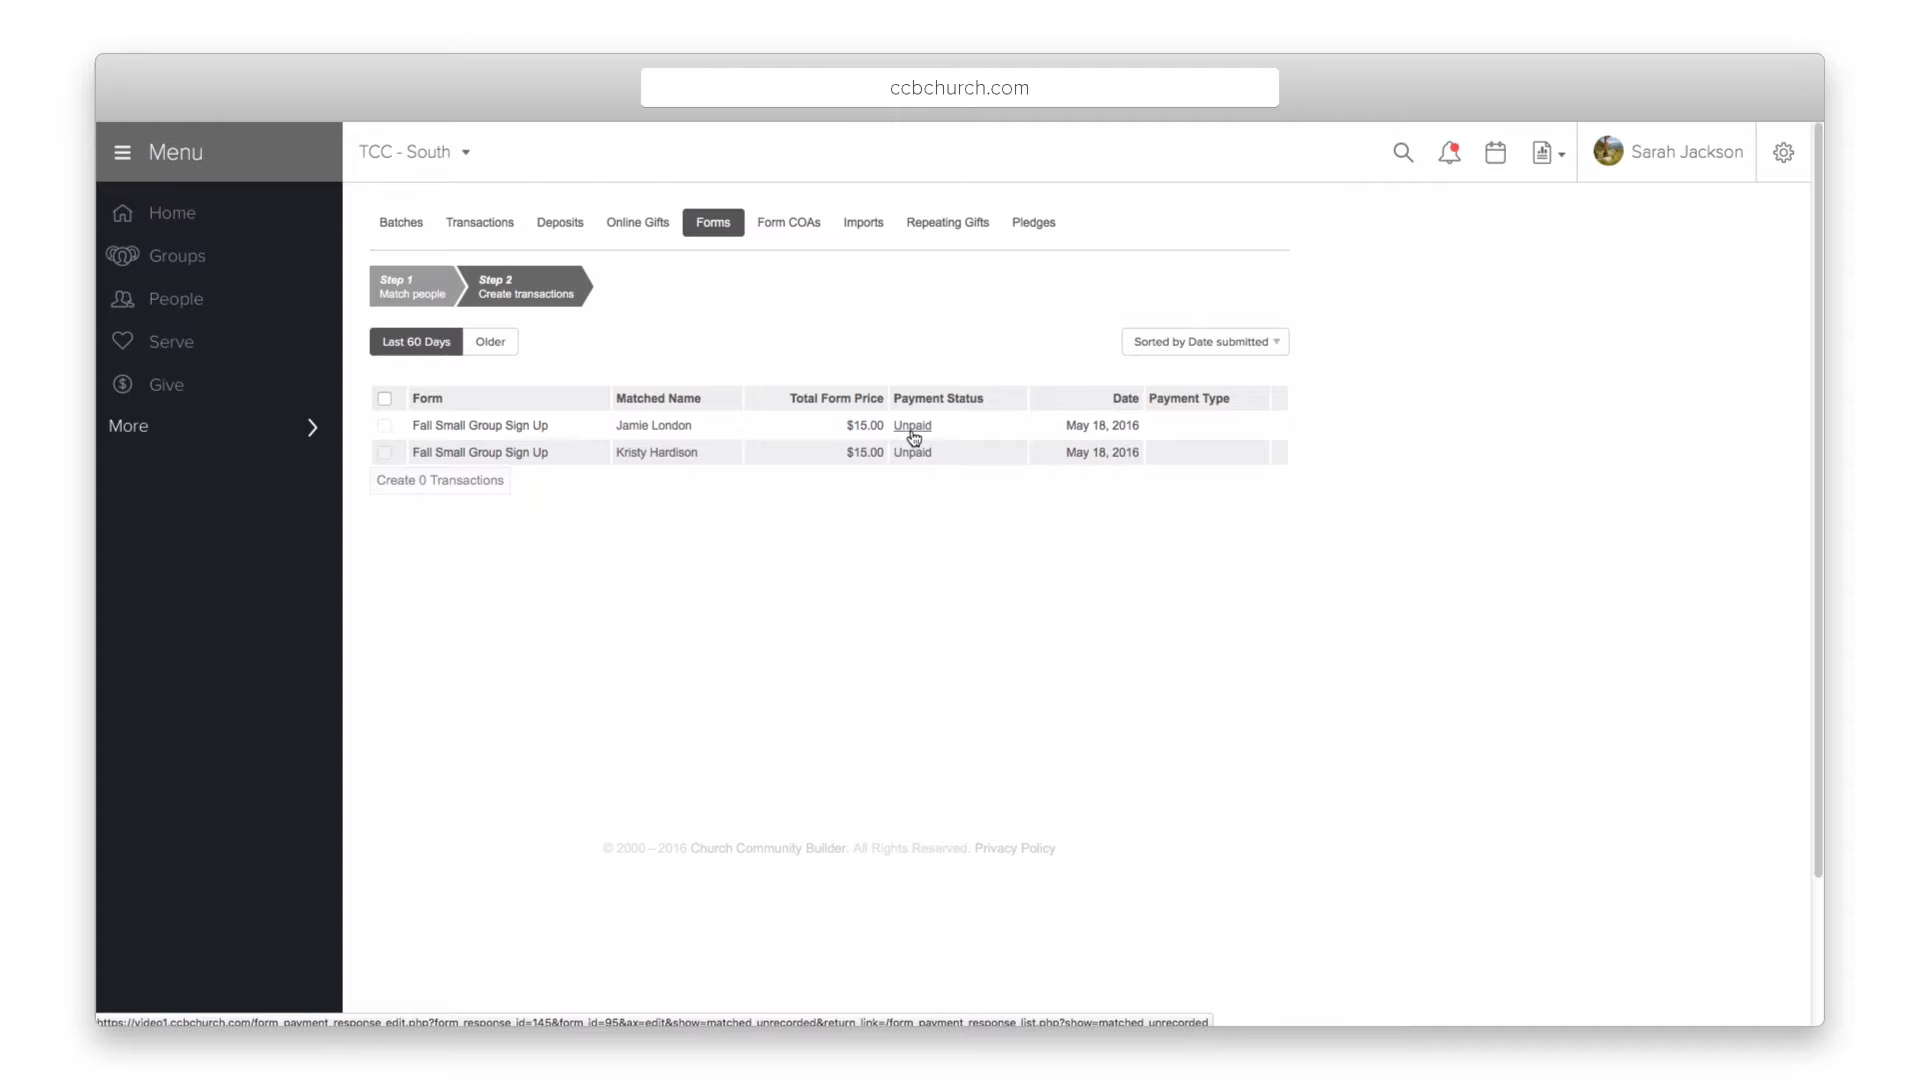 ccbchurch.com
Menu
TCC - South
Sarah Jackson
Home
Groups
People
Serve
Give
More
Batches Transactions Deposits Online Gifts Forms Form COAs Imports Repeating Gifts Pledges
Step 1
Match people
Step 2
Create transactions
Last 60 Days Older
Sorted by Date submitted
Form Matched Name Total Form Price Payment Status Date Payment Type
Fall Small Group Sign Up Jamie London $15.00 Unpaid May 18, 2016
Fall Small Group Sign Up Kristy Hardison $15.00 Unpaid May 18, 2016
Create 0 Transactions
© 2000 – 2016 Church Community Builder. All Rights Reserved. Privacy Policy
https://video1.ccbchurch.com/form_payment_response_edit.php?form_response_id=145&form_id=95&ax=edit&show=matched_unrecorded&return_link=/form_payment_response_list.php?show=matched_unrecorded